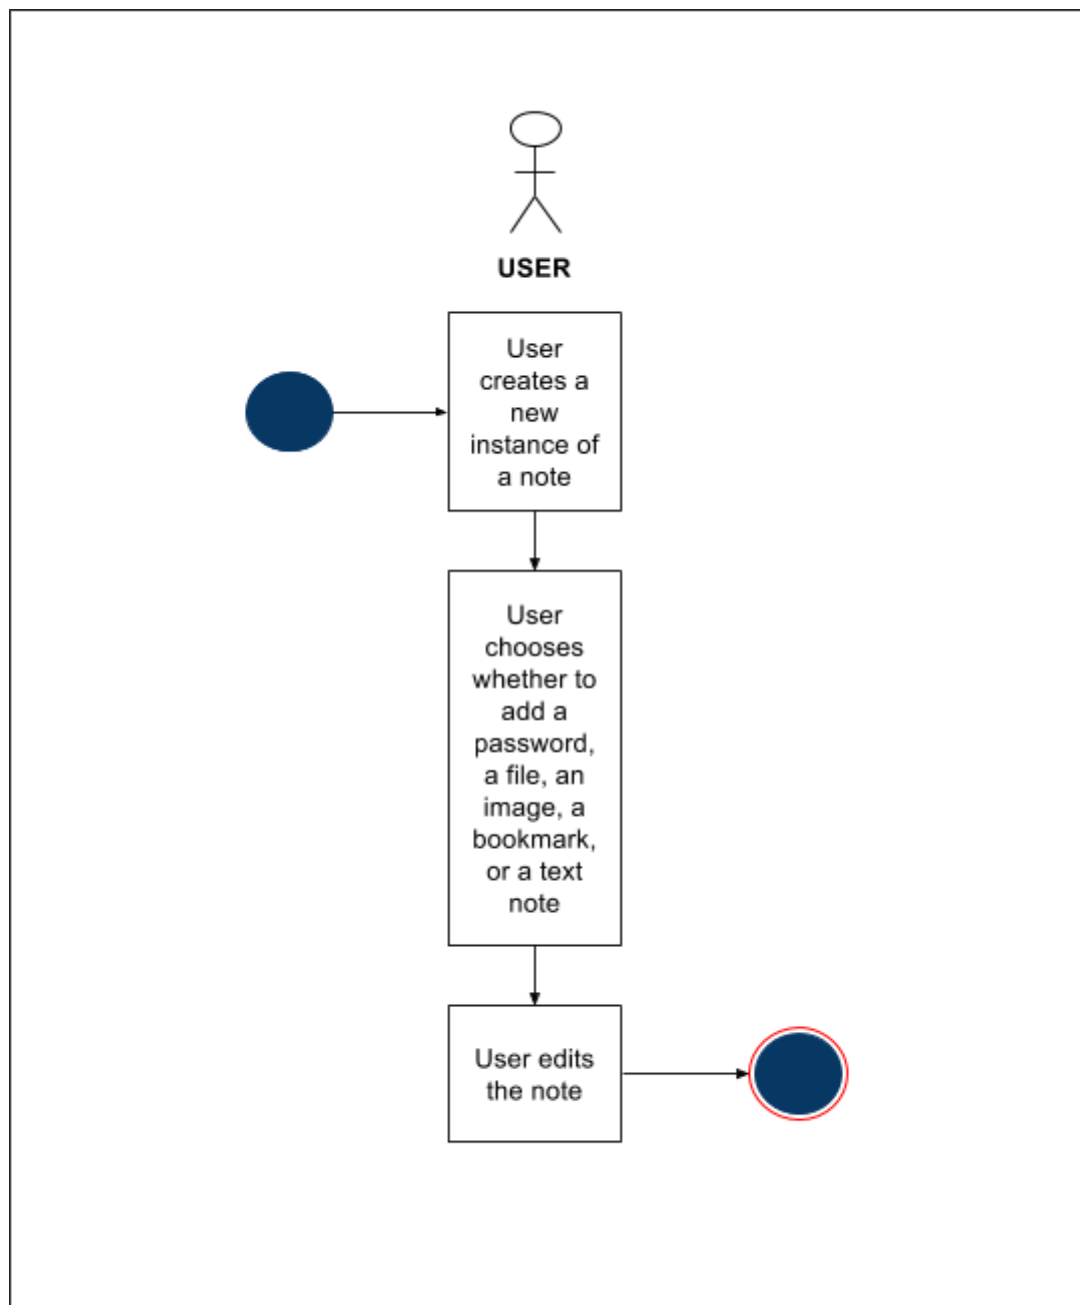 USER
User
creates a
new
instance of
a note
User
chooses
whether to
add a
password,
a file, an
image, a
bookmark,
or a text
note
User edits
the note